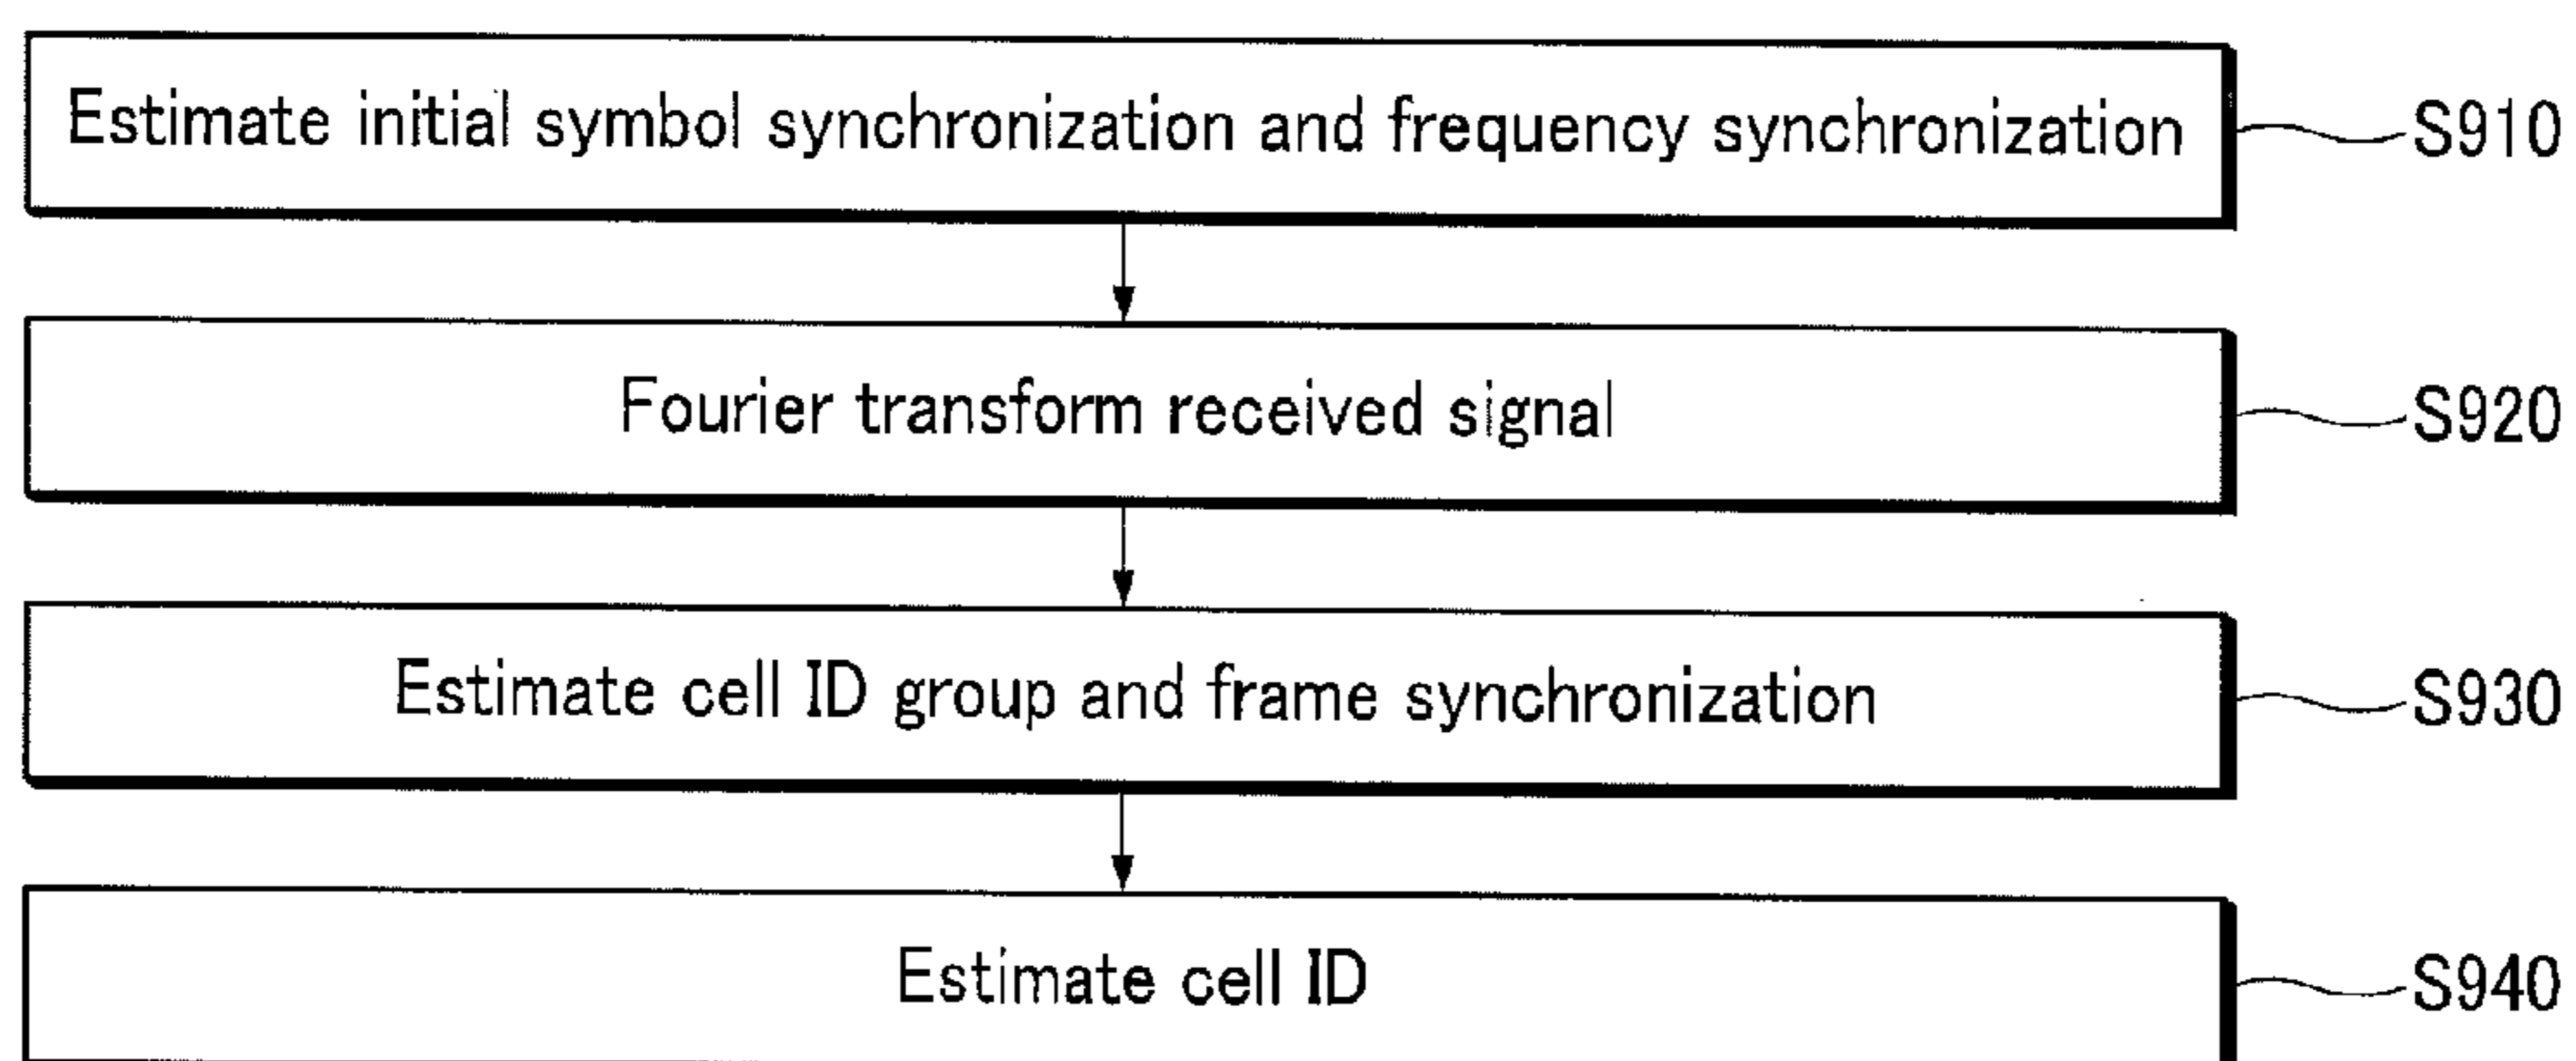 Estimate initial symbol synchronization and frequency synchronization
S910
Fourier transform received signal
S920
Estimate cell ID group and frame synchronization
S930
Estimate cell ID
S940